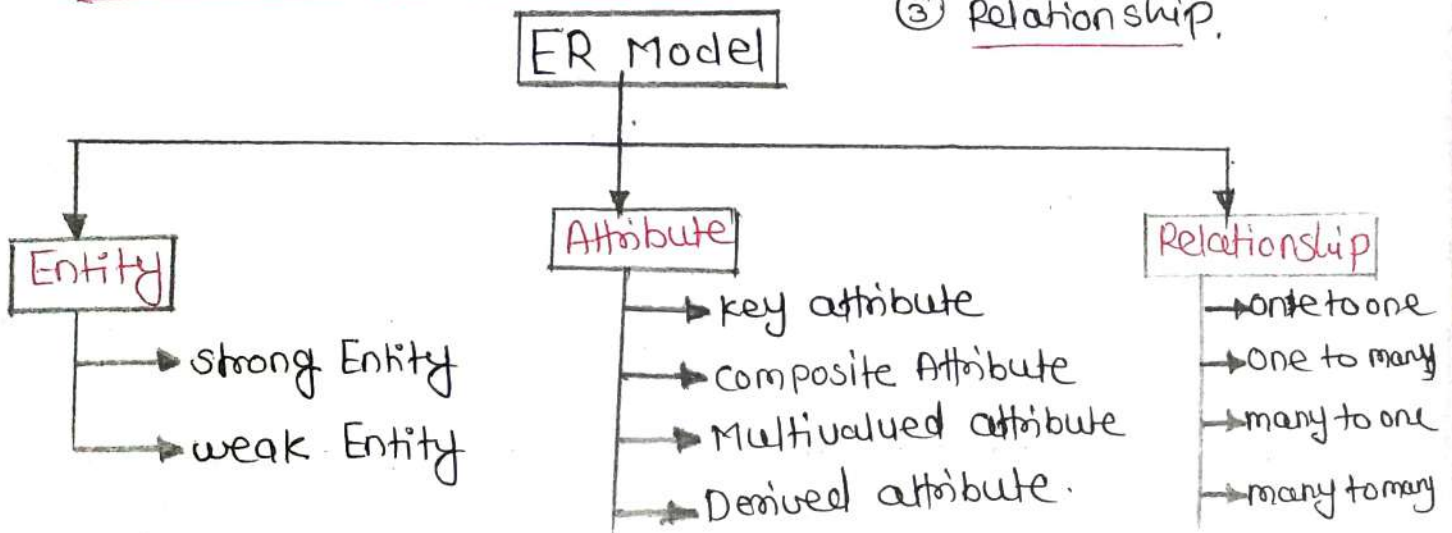 ③ Relationship.
ER Model
Entity
Attribute
Relationship
strong Entity
weak Entity
key attribute
Composite Attribute
Multivalued attribute
Derived attribute.
one to one
one to many
many to one
many to many